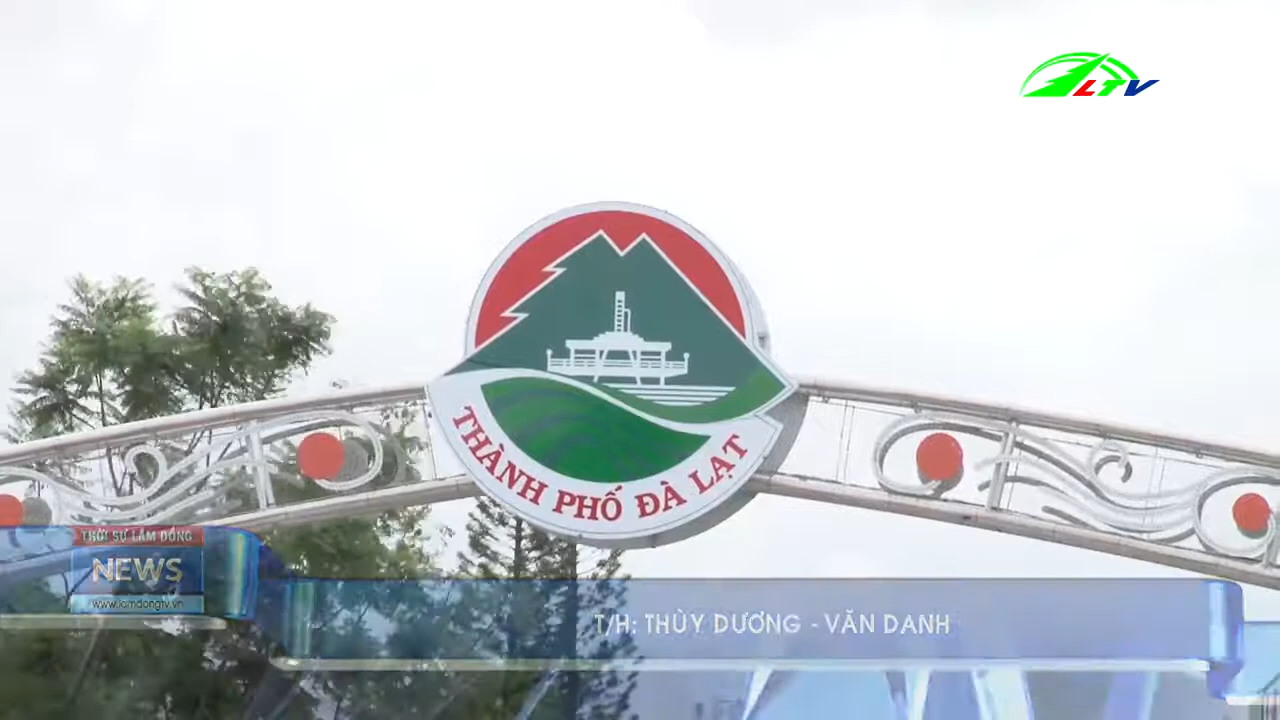 LTV
THÀNH PHỐ ĐÀ LẠT
THỜI SỰ LÂM ĐỒNG
NEWS
www.lamdongtv.vn
T/H: THÙY DƯƠNG - VĂN DANH